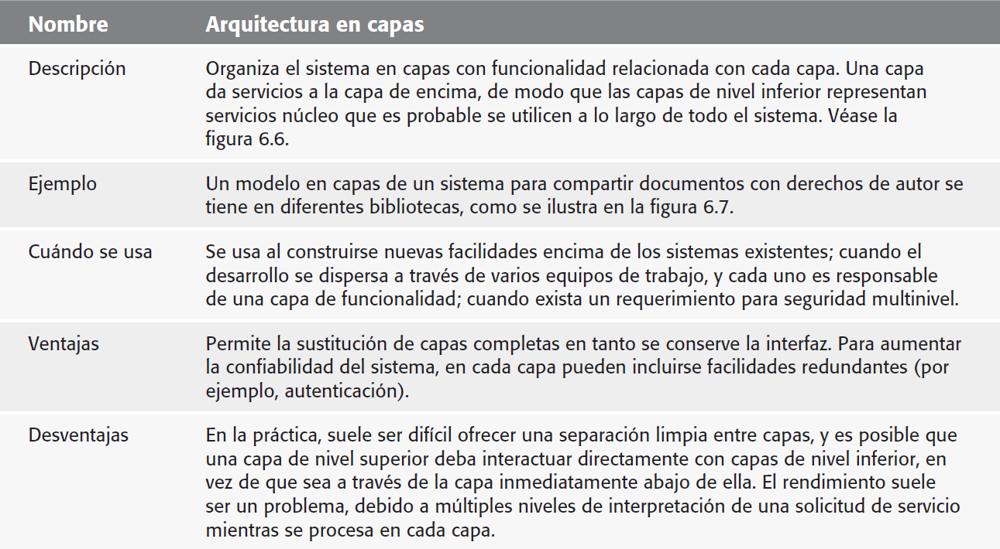 Nombre Arquitectura en capas
Descripción Organiza el sistema en capas con funcionalidad relacionada con cada capa. Una capa
da servicios a la capa de encima, de modo que las capas de nivel inferior representan
servicios núcleo que es probable se utilicen a lo largo de todo el sistema. Véase la
figura 6.6.
Ejemplo Un modelo en capas de un sistema para compartir documentos con derechos de autor se
tiene en diferentes bibliotecas, como se ilustra en la figura 6.7.
Cuándo se usa Se usa al construirse nuevas facilidades encima de los sistemas existentes; cuando el
desarrollo se dispersa a través de varios equipos de trabajo, y cada uno es responsable
de una capa de funcionalidad; cuando exista un requerimiento para seguridad multinivel.
Ventajas Permite la sustitución de capas completas en tanto se conserve la interfaz. Para aumentar
la confiabilidad del sistema, en cada capa pueden incluirse facilidades redundantes (por
ejemplo, autenticación).
Desventajas En la práctica, suele ser difícil ofrecer una separación limpia entre capas, y es posible que
una capa de nivel superior deba interactuar directamente con capas de nivel inferior, en
vez de que sea a través de la capa inmediatamente abajo de ella. El rendimiento suele
ser un problema, debido a múltiples niveles de interpretación de una solicitud de servicio
mientras se procesa en cada capa.